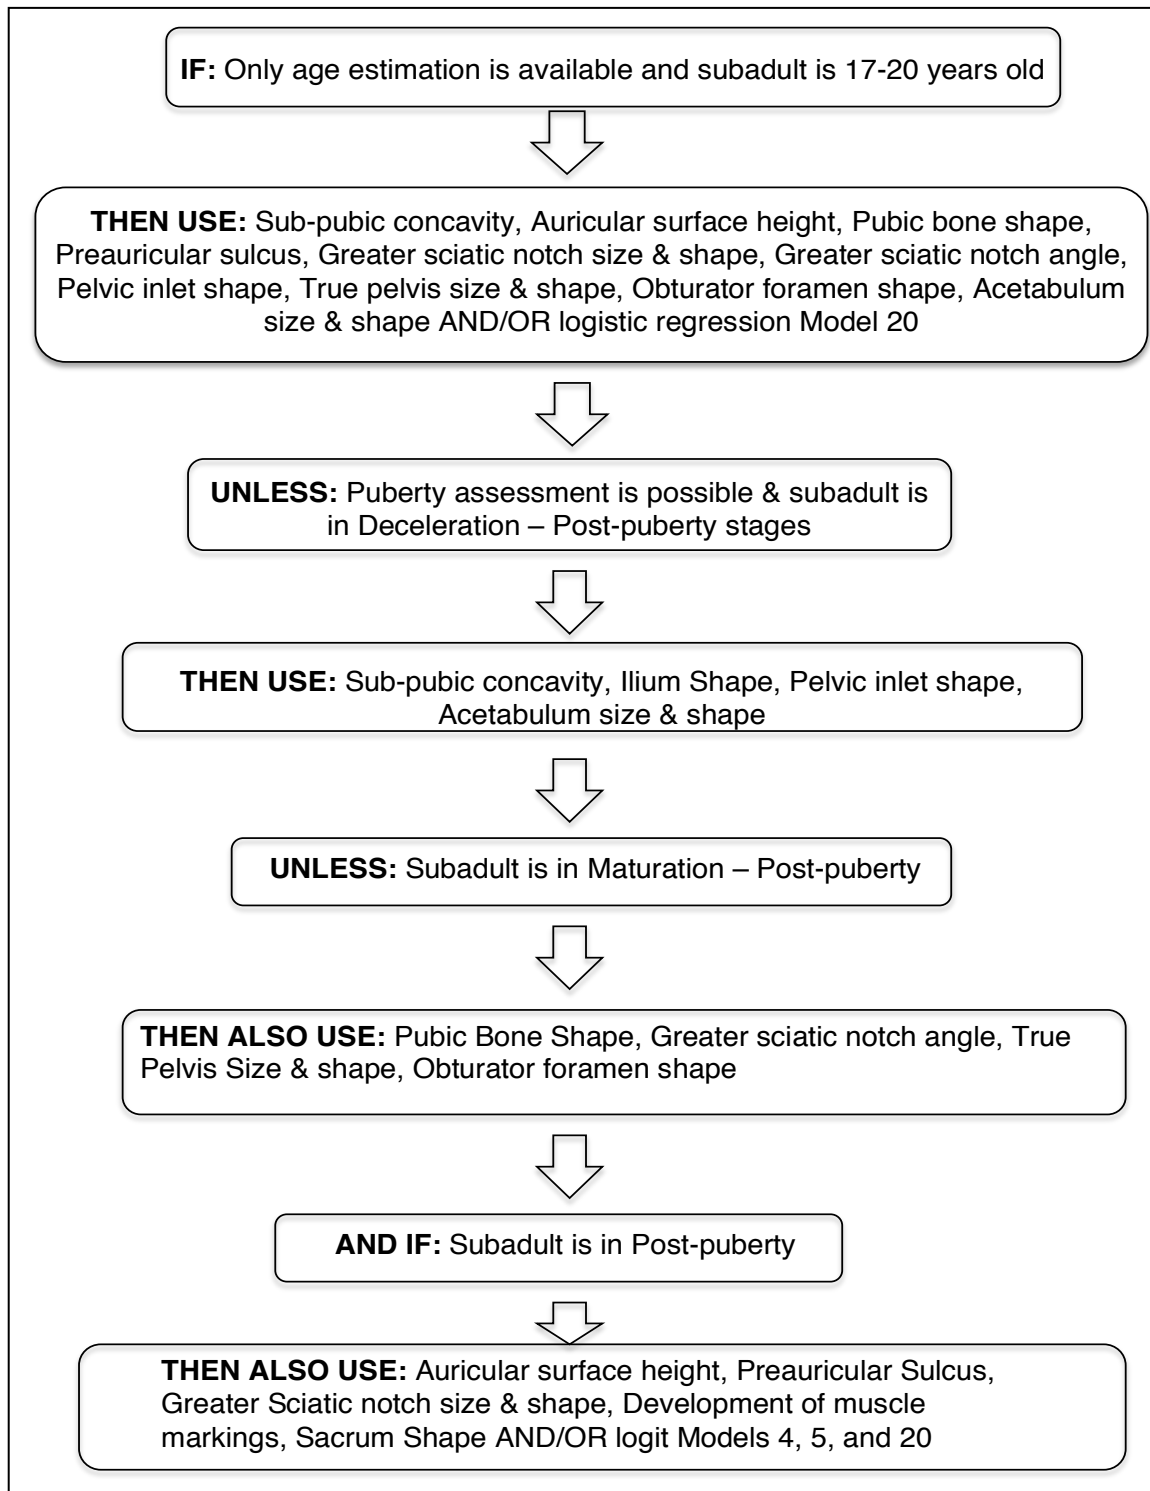 IF: Only age estimation is available and subadult is 17-20 years old
THEN USE: Sub-pubic concavity, Auricular surface height, Pubic bone shape,
Preauricular sulcus, Greater sciatic notch size & shape, Greater sciatic notch angle,
Pelvic inlet shape, True pelvis size & shape, Obturator foramen shape, Acetabulum
size & shape AND/OR logistic regression Model 20
UNLESS: Puberty assessment is possible & subadult is
in Deceleration – Post-puberty stages
THEN USE: Sub-pubic concavity, Ilium Shape, Pelvic inlet shape,
Acetabulum size & shape
UNLESS: Subadult is in Maturation – Post-puberty
THEN ALSO USE: Pubic Bone Shape, Greater sciatic notch angle, True
Pelvis Size & shape, Obturator foramen shape
AND IF: Subadult is in Post-puberty
THEN ALSO USE: Auricular surface height, Preauricular Sulcus,
Greater Sciatic notch size & shape, Development of muscle
markings, Sacrum Shape AND/OR logit Models 4, 5, and 20